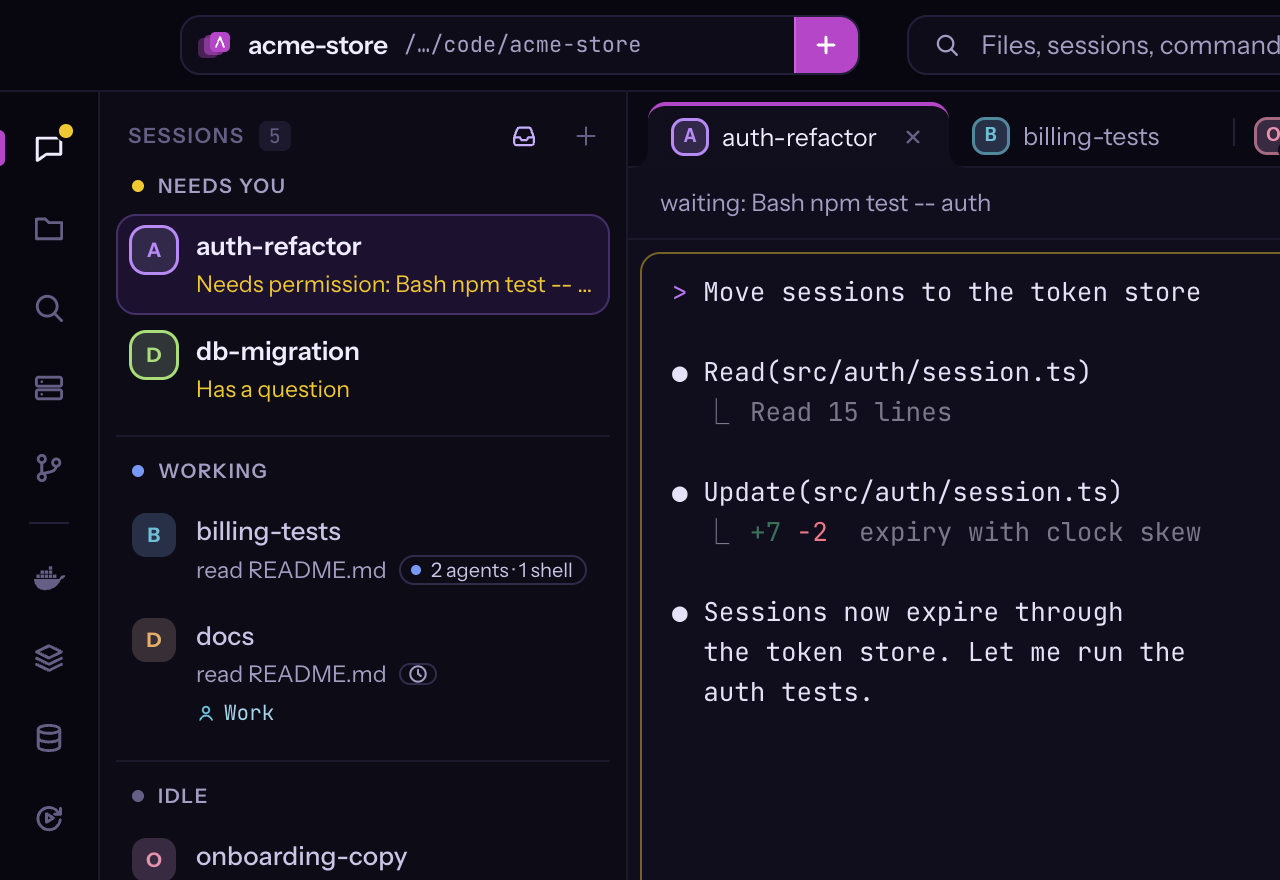 acme-store /…/code/acme-store +
Files, sessions, command
SESSIONS 5
NEEDS YOU
A auth-refactor
Needs permission: Bash npm test -- …
D db-migration
Has a question
WORKING
B billing-tests
read README.md 2 agents · 1 shell
D docs
read README.md
Work
IDLE
O onboarding-copy
A auth-refactor ×
B billing-tests
O
waiting: Bash npm test -- auth
> Move sessions to the token store
● Read(src/auth/session.ts)
⎿ Read 15 lines
● Update(src/auth/session.ts)
⎿ +7 -2 expiry with clock skew
● Sessions now expire through
the token store. Let me run the
auth tests.